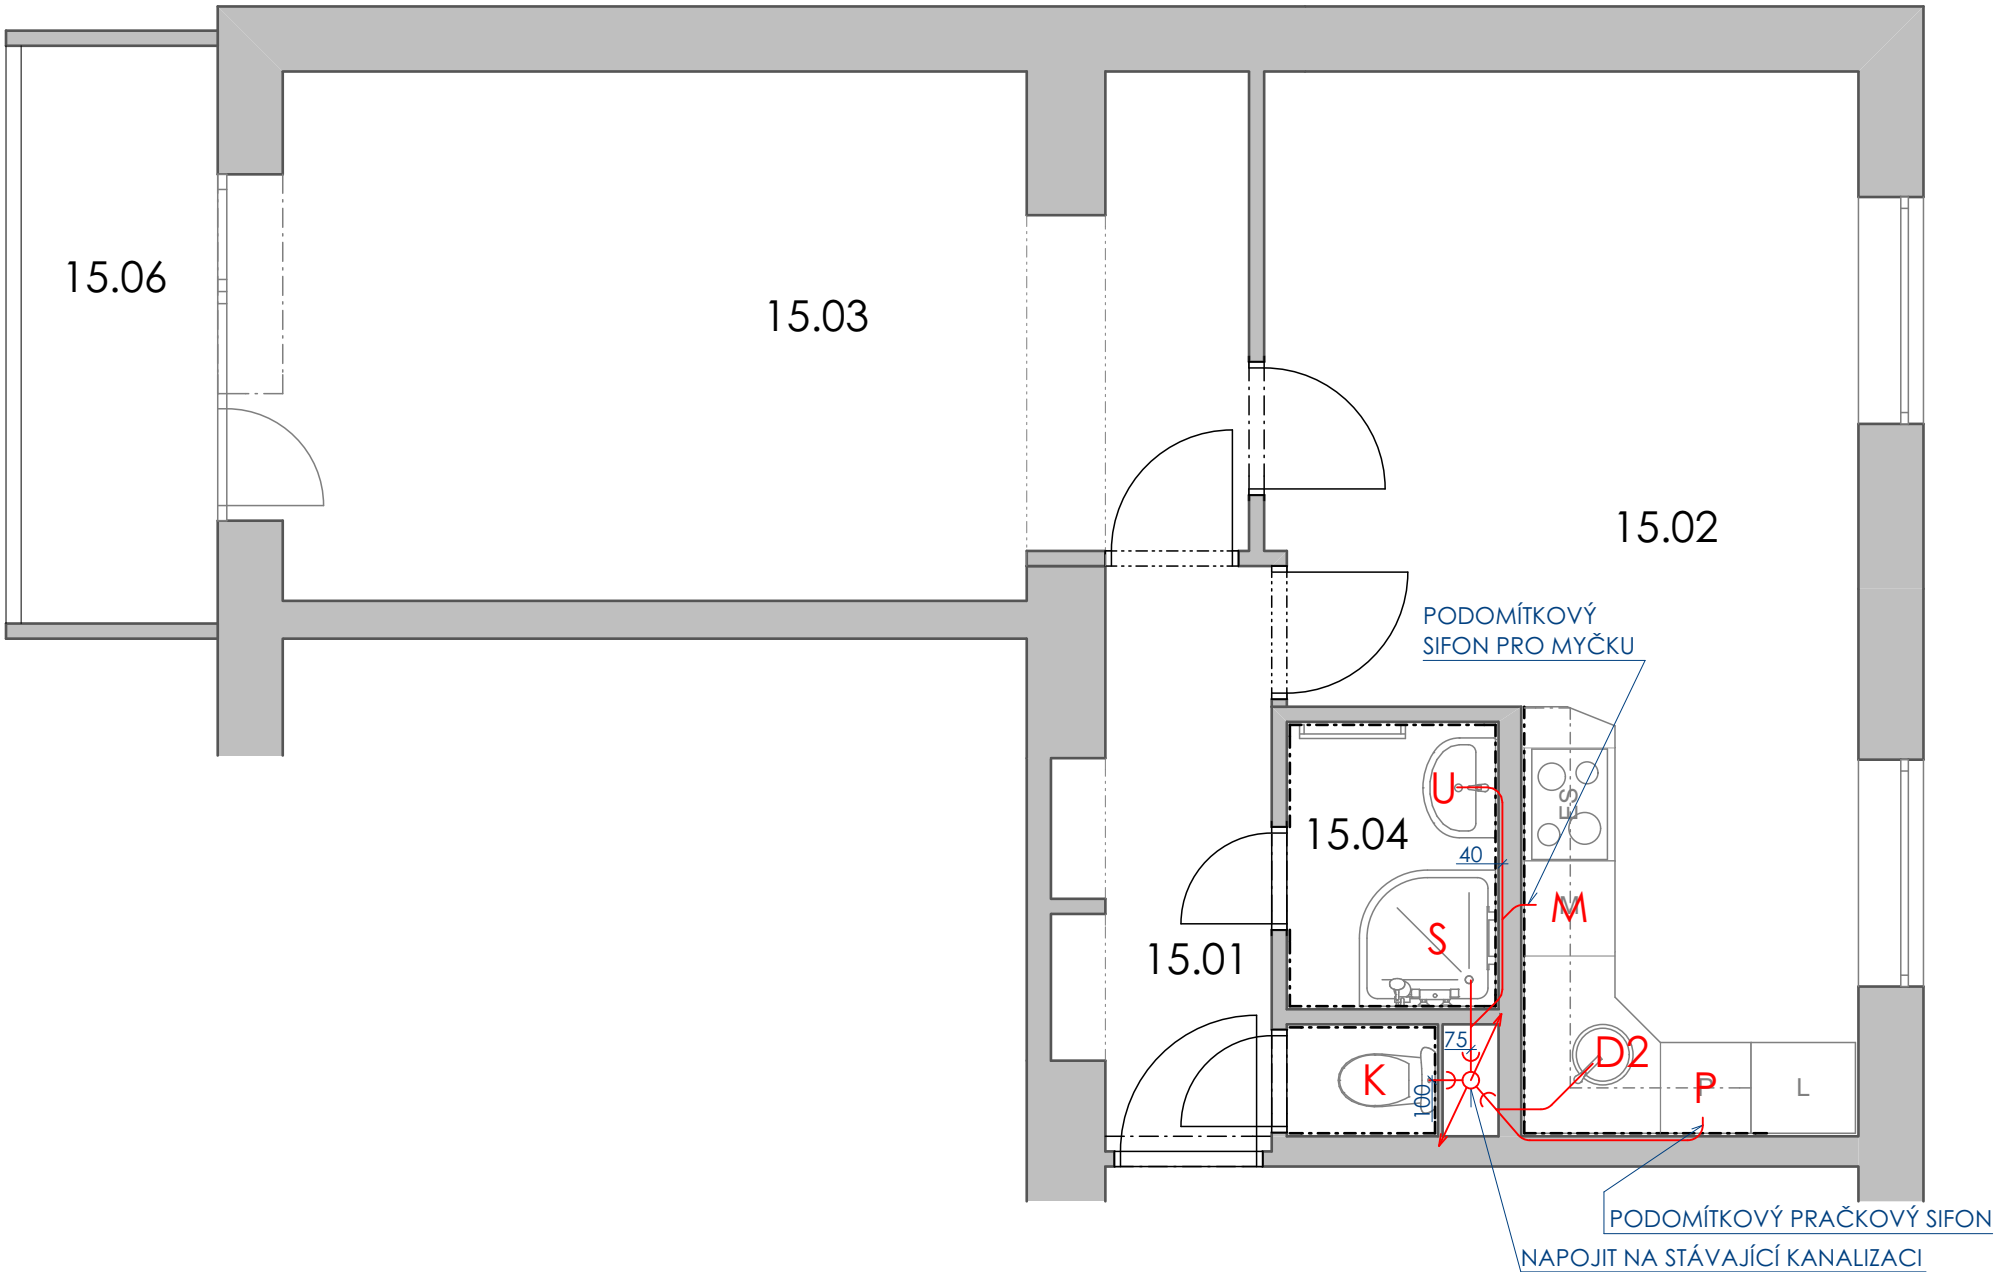 15.06
15.03
15.02
PODOMÍTKOVÝ
SIFON PRO MYČKU
U
ES
15.04
40
M
M
S
15.01
75
D2
K
100
P
L
PODOMÍTKOVÝ PRAČKOVÝ SIFON
NAPOJIT NA STÁVAJÍCÍ KANALIZACI